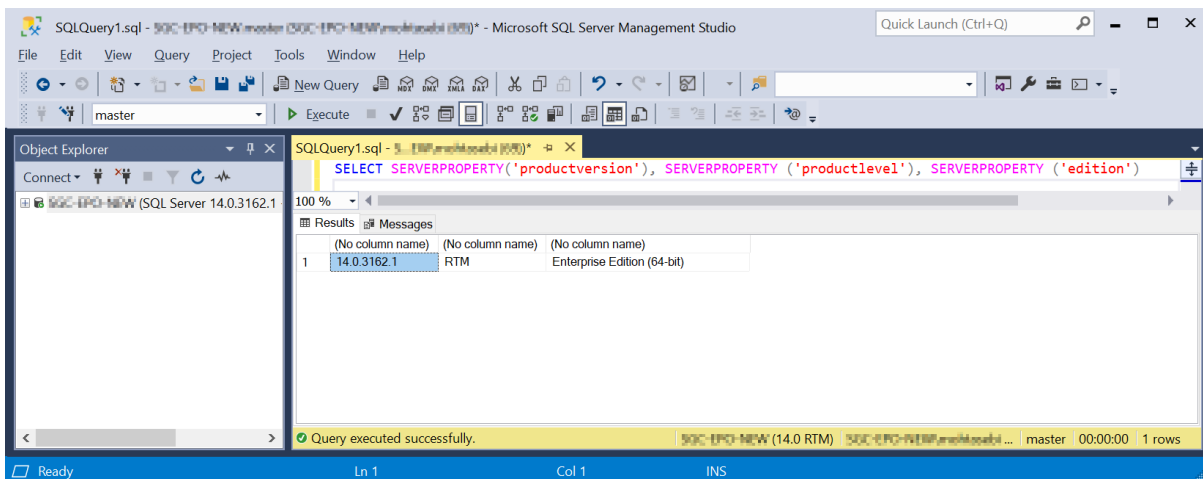 SQLQuery1.sql - * - Microsoft SQL Server Management Studio
Quick Launch (Ctrl+Q)
File Edit View Query Project Tools Window Help
New Query MDX DMX XMLA DAX
master Execute
Object Explorer
SQLQuery1.sql - )*
Connect
SELECT SERVERPROPERTY('productversion'), SERVERPROPERTY ('productlevel'), SERVERPROPERTY ('edition')
(SQL Server 14.0.3162.1
100 %
Results Messages
(No column name) (No column name) (No column name)
1 14.0.3162.1 RTM Enterprise Edition (64-bit)
Query executed successfully. (14.0 RTM) ... master 00:00:00 1 rows
Ready Ln 1 Col 1 INS